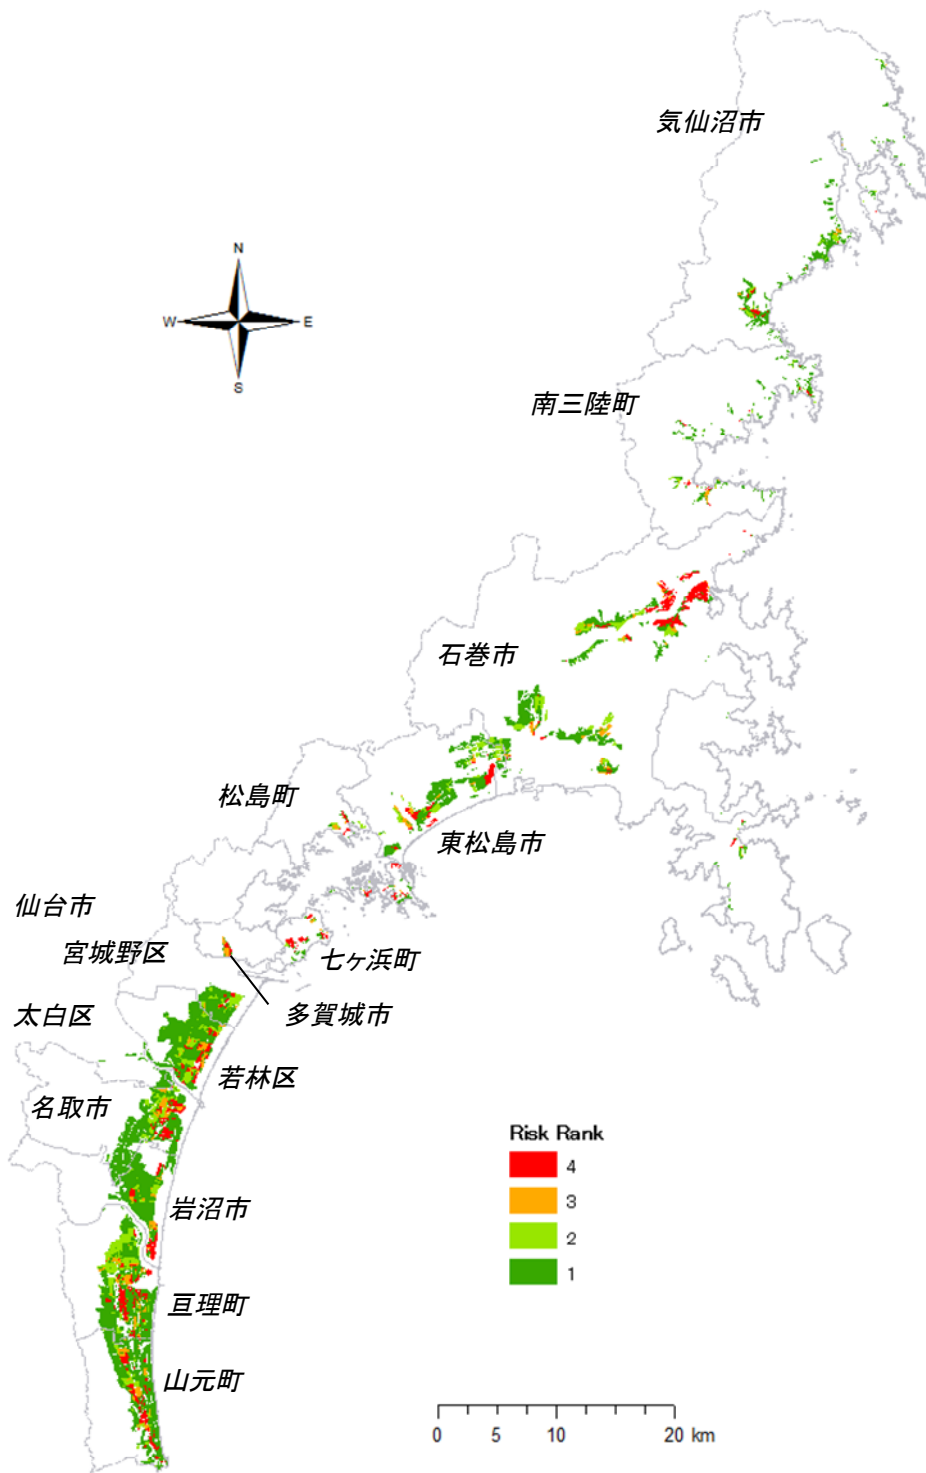 気仙沼市
N
W
E
S
南三陸町
石巻市
松島町
東松島市
仙台市
宮城野区
七ヶ浜町
太白区
多賀城市
若林区
名取市
Risk Rank
4
3
2
1
岩沼市
亘理町
山元町
0 5 10 20 km